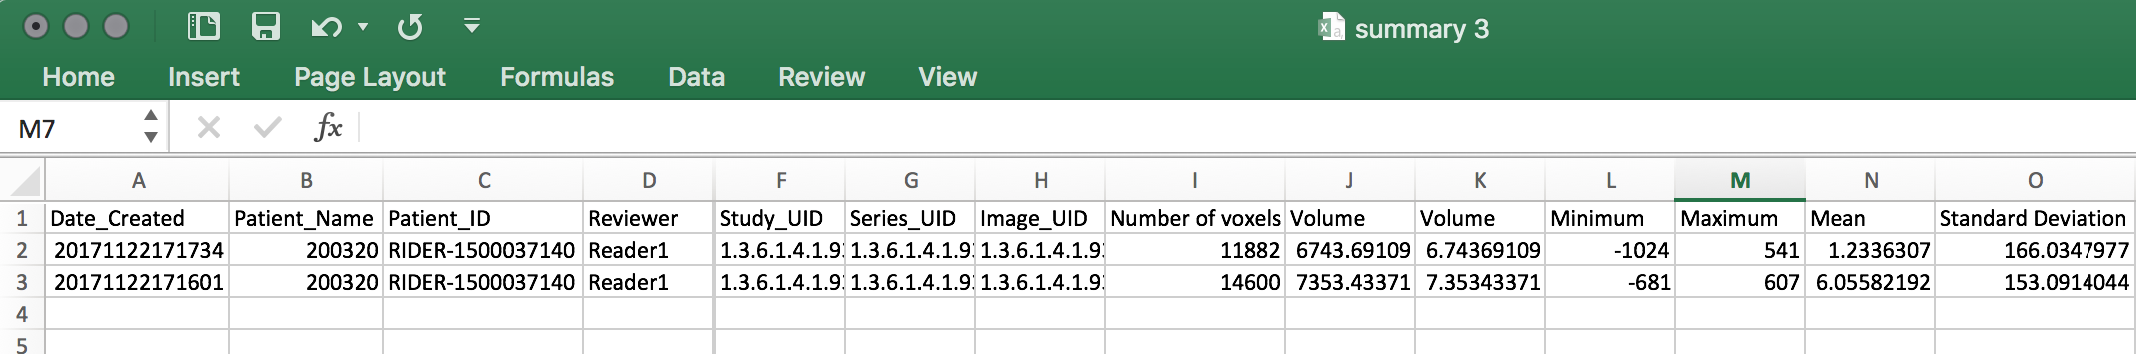 summary 3
Home Insert Page Layout Formulas Data Review View
M7 fx
A B C D F G H I J K L M N O
1 Date_Created Patient_Name Patient_ID Reviewer Study_UID Series_UID Image_UID Number of voxels Volume Volume Minimum Maximum Mean Standard Deviation
2 20171122171734 200320 RIDER-1500037140 Reader1 1.3.6.1.4.1.9 1.3.6.1.4.1.9 1.3.6.1.4.1.9 11882 6743.69109 6.74369109 -1024 541 1.2336307 166.0347977
3 20171122171601 200320 RIDER-1500037140 Reader1 1.3.6.1.4.1.9 1.3.6.1.4.1.9 1.3.6.1.4.1.9 14600 7353.43371 7.35343371 -681 607 6.05582192 153.0914044
4
5